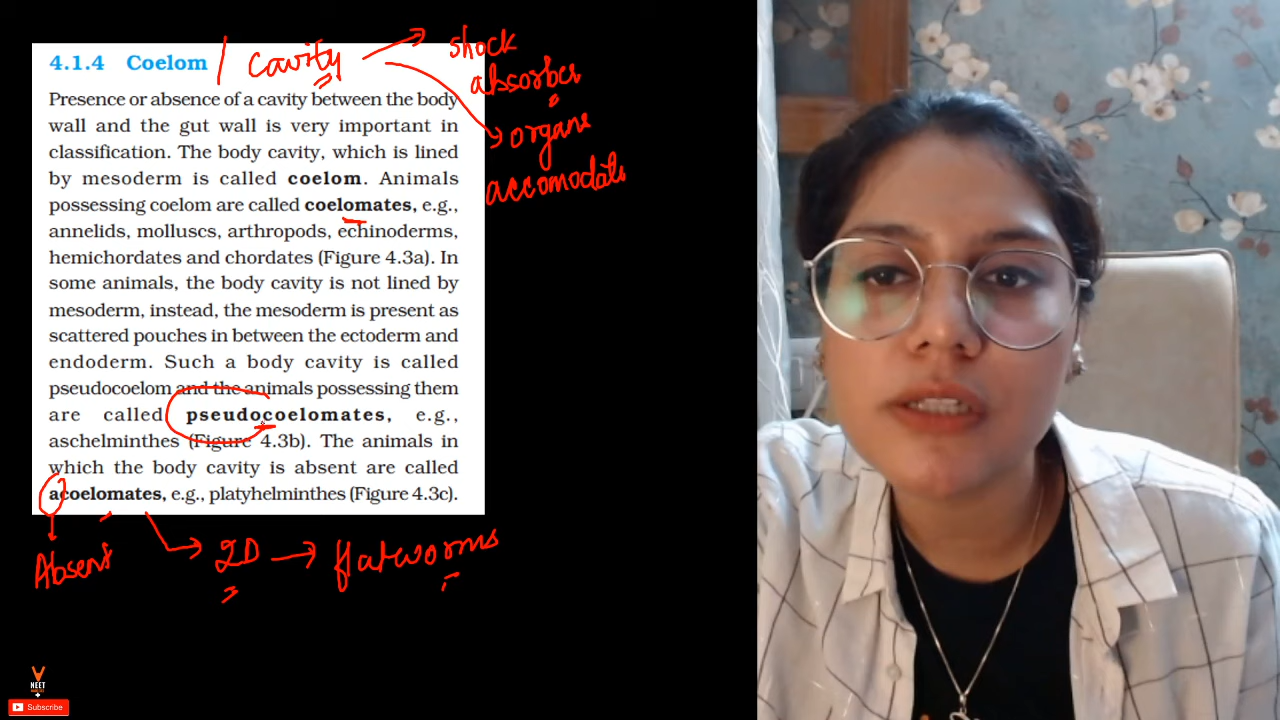 4.1.4 Coelom / cavity
shock
absorber
organs
accomodate
Presence or absence of a cavity between the body
wall and the gut wall is very important in
classification. The body cavity, which is lined
by mesoderm is called coelom. Animals
possessing coelom are called coelomates, e.g.,
annelids, molluscs, arthropods, echinoderms,
hemichordates and chordates (Figure 4.3a). In
some animals, the body cavity is not lined by
mesoderm, instead, the mesoderm is present as
scattered pouches in between the ectoderm and
endoderm. Such a body cavity is called
pseudocoelom and the animals possessing them
are called pseudocoelomates, e.g.,
aschelminthes (Figure 4.3b). The animals in
which the body cavity is absent are called
acoelomates, e.g., platyhelminthes (Figure 4.3c).
Absent
2D → flatworms
NEET
Subscribe